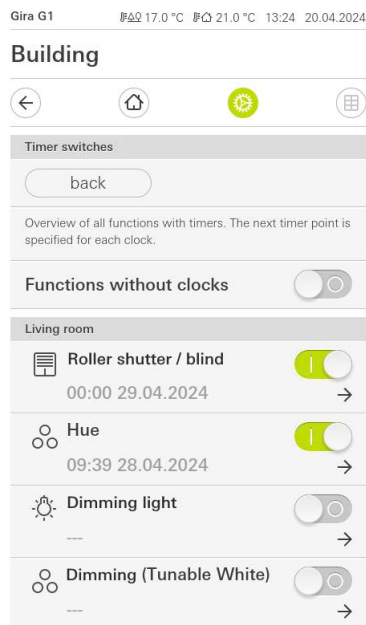 Gira G1 17.0 °C 21.0 °C 13:24 20.04.2024
Building
Timer switches
back
Overview of all functions with timers. The next timer point is
specified for each clock.
Functions without clocks
Living room
Roller shutter / blind
00:00 29.04.2024
Hue
09:39 28.04.2024
Dimming light
---
Dimming (Tunable White)
---